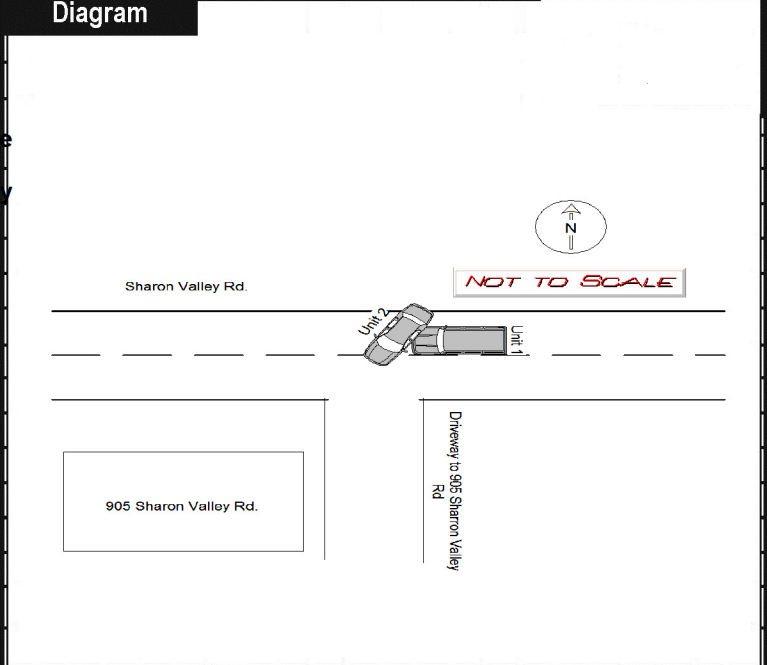 Diagram
e
y
N
NOT TO SCALE
Sharon Valley Rd.
Unit 2
Unit 1
Driveway to 905 Sharron Valley
Rd
905 Sharon Valley Rd.